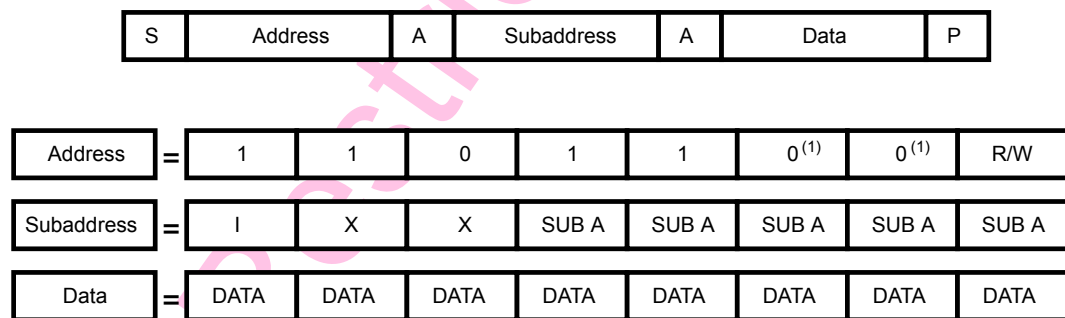 S Address A Subaddress A Data P
Address = 1 1 0 1 1 0(1) 0(1) R/W
Subaddress = I X X SUB A SUB A SUB A SUB A SUB A
Data = DATA DATA DATA DATA DATA DATA DATA DATA